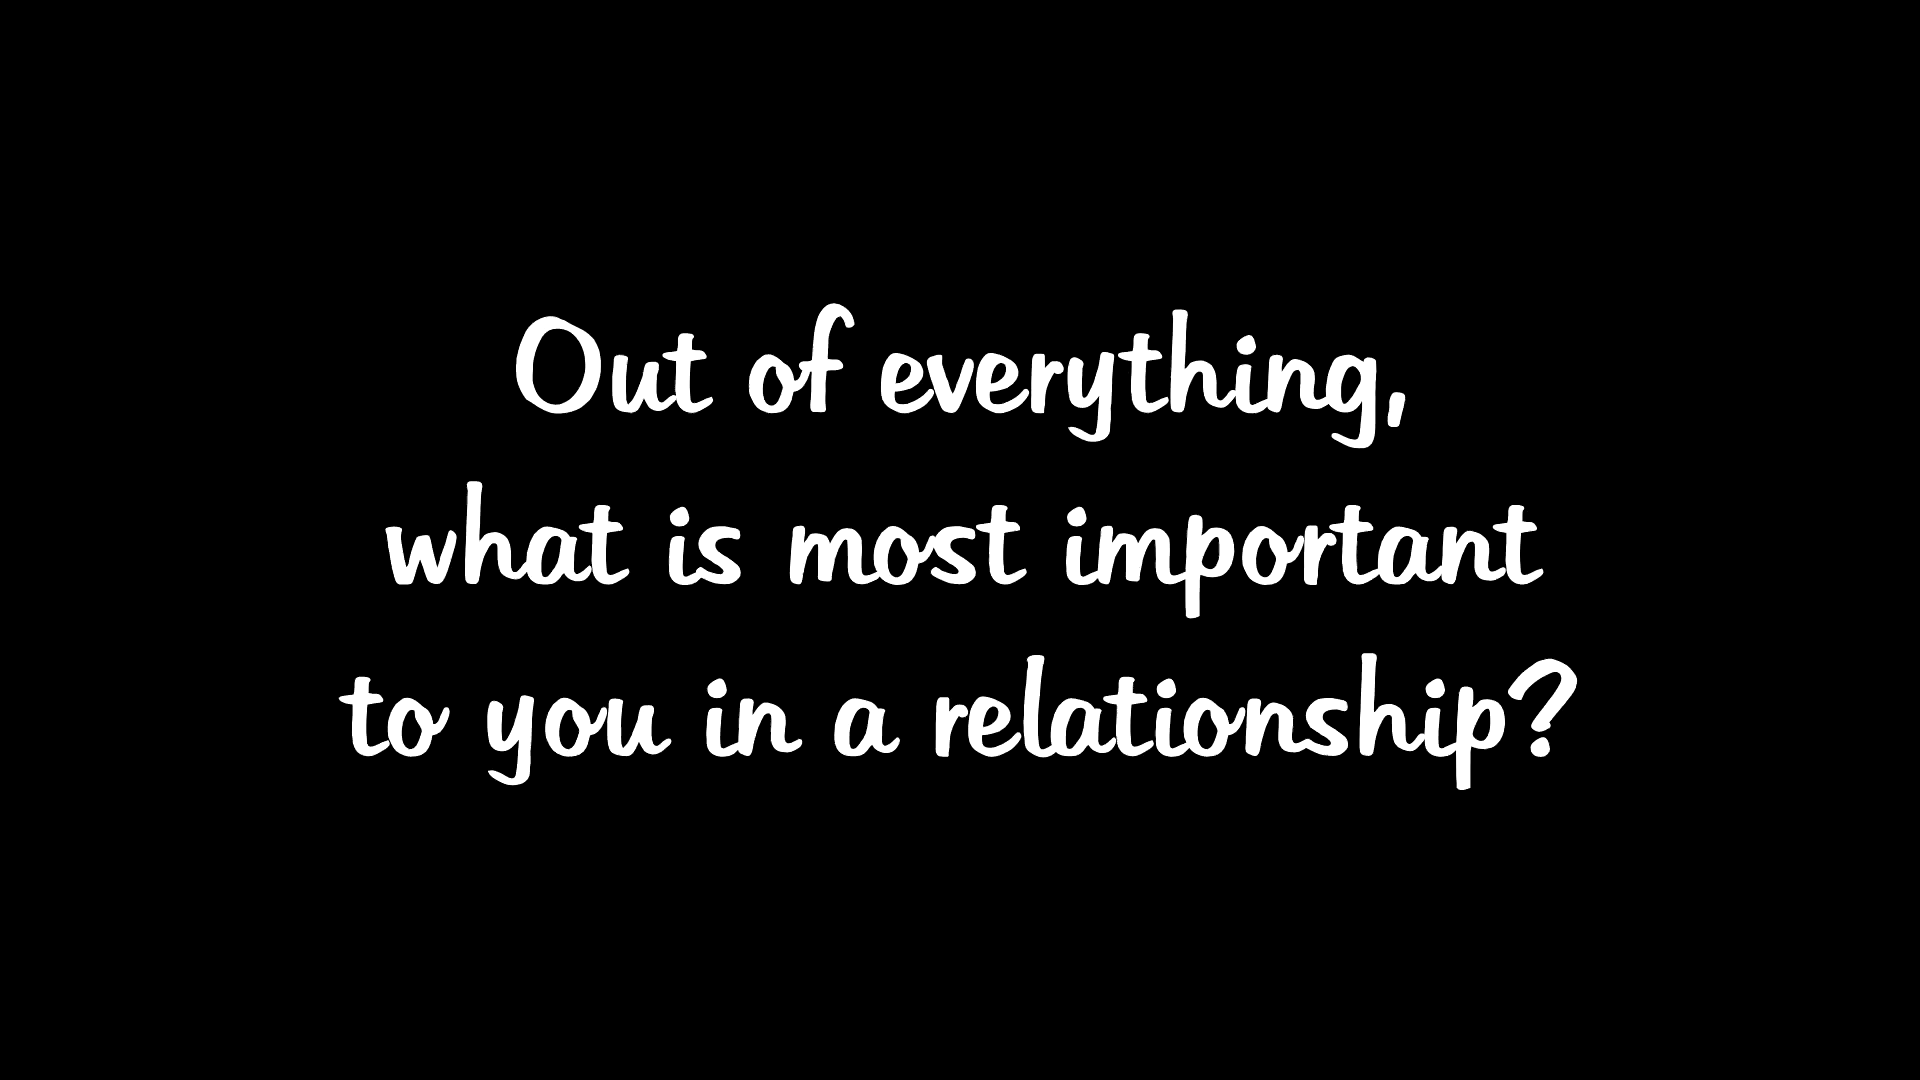 Out of everything,
what is most important
to you in a relationship?